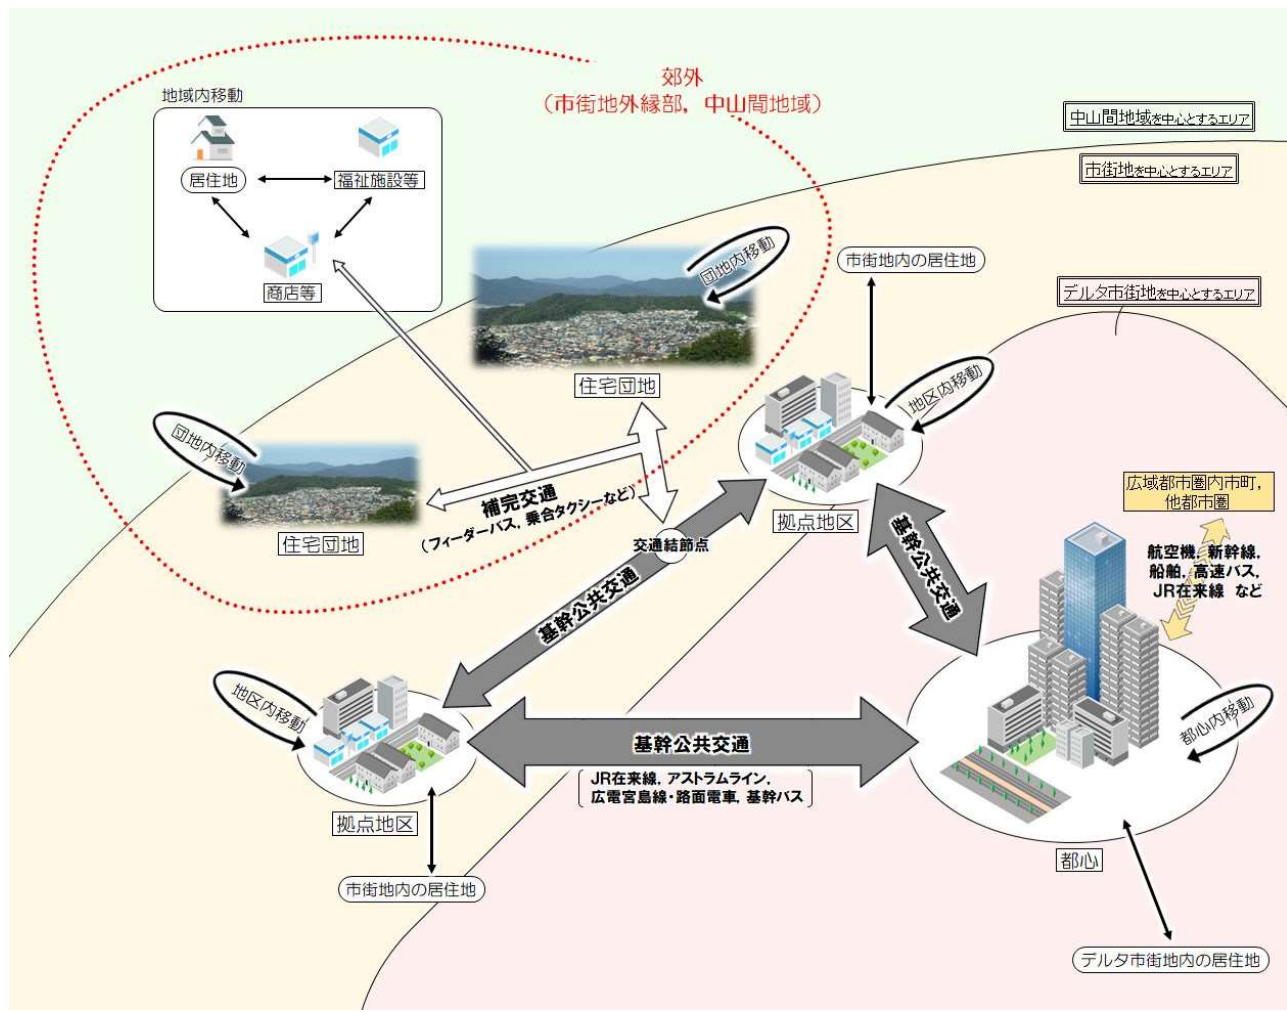 郊外
（市街地外縁部，中山間地域）
地域内移動
居住地
福祉施設等
商店等
中山間地域を中心とするエリア
市街地を中心とするエリア
デルタ市街地を中心とするエリア
団地内移動
住宅団地
市街地内の居住地
地区内移動
拠点地区
団地内移動
住宅団地
補完交通
（フィーダーバス，乗合タクシーなど）
交通結節点
基幹公共交通
基幹公共交通
広域都市圏内市町，
他都市圏
航空機，新幹線，
船舶，高速バス，
JR在来線 など
地区内移動
拠点地区
市街地内の居住地
基幹公共交通
JR在来線，アストラムライン，
広電宮島線・路面電車，基幹バス
都心内移動
都心
デルタ市街地内の居住地